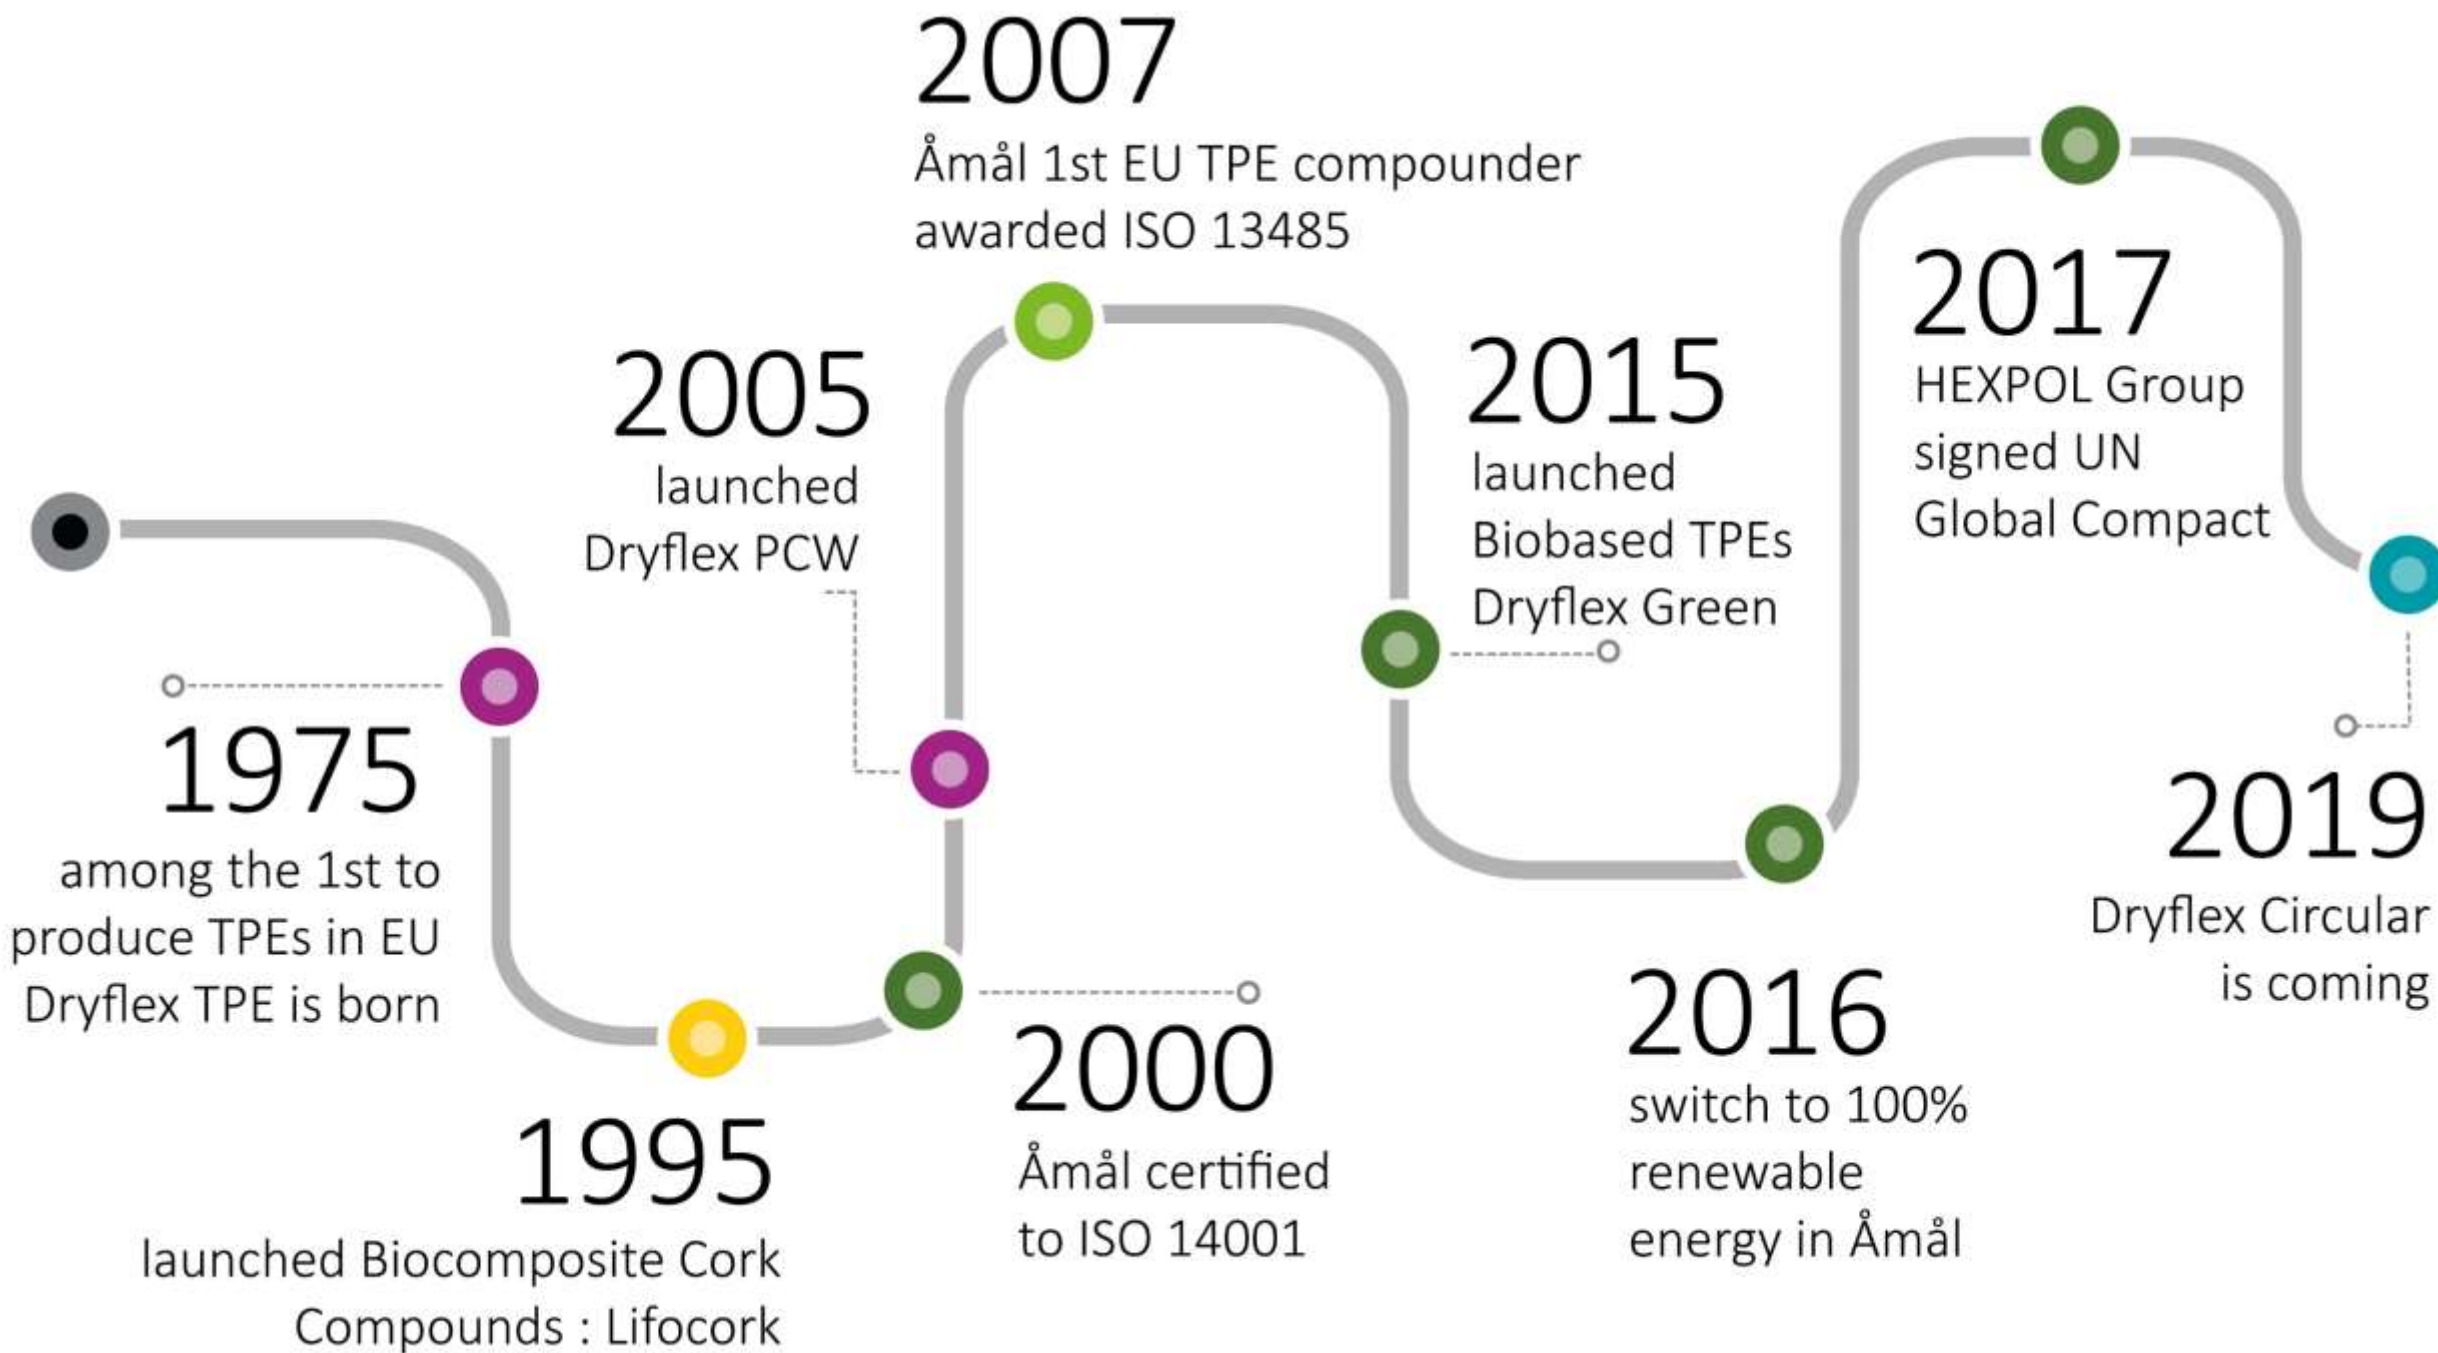 1975
among the 1st to
produce TPEs in EU
Dryflex TPE is born
1995
launched Biocomposite Cork
Compounds : Lifocork
2000
Åmål certified
to ISO 14001
2005
launched
Dryflex PCW
2007
Åmål 1st EU TPE compounder
awarded ISO 13485
2015
launched
Biobased TPEs
Dryflex Green
2016
switch to 100%
renewable
energy in Åmål
2017
HEXPOL Group
signed UN
Global Compact
2019
Dryflex Circular
is coming